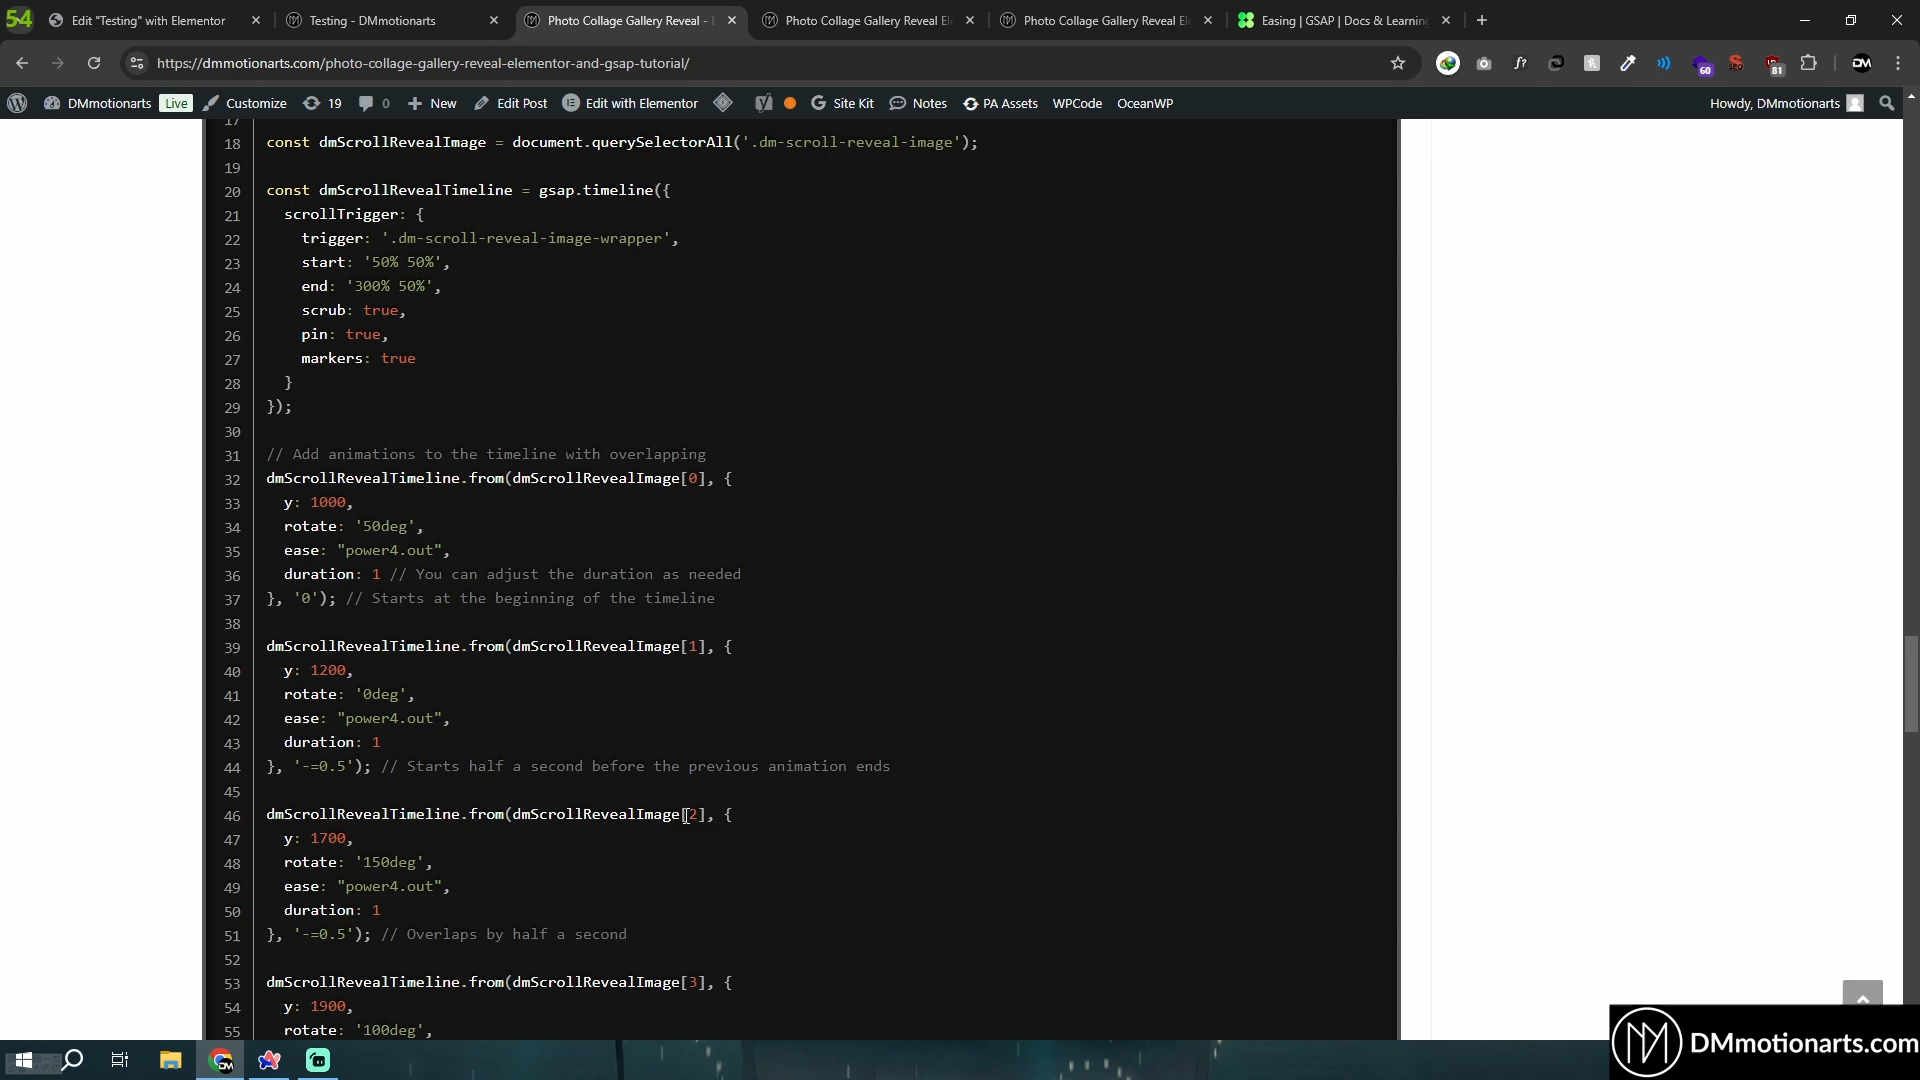 54
Edit "Testing" with Elementor
Testing - DMmotionarts
Photo Collage Gallery Reveal -
Photo Collage Gallery Reveal
Photo Collage Gallery Reveal
Easing | GSAP | Docs & Learnin
https://dmmotionarts.com/photo-collage-gallery-reveal-elementor-and-gsap-tutorial/
f?
60
81
DM
DMmotionarts Live Customize 19 0 New Edit Post Edit with Elementor Site Kit Notes PA Assets WPCode OceanWP Howdy, DMmotionarts
17
18 const dmScrollRevealImage = document.querySelectorAll('.dm-scroll-reveal-image');
19
20 const dmScrollRevealTimeline = gsap.timeline({
21 scrollTrigger: {
22 trigger: '.dm-scroll-reveal-image-wrapper',
23 start: '50% 50%',
24 end: '300% 50%',
25 scrub: true,
26 pin: true,
27 markers: true
28 }
29 });
30
31 // Add animations to the timeline with overlapping
32 dmScrollRevealTimeline.from(dmScrollRevealImage[0], {
33 y: 1000,
34 rotate: '50deg',
35 ease: "power4.out",
36 duration: 1 // You can adjust the duration as needed
37 }, '0'); // Starts at the beginning of the timeline
38
39 dmScrollRevealTimeline.from(dmScrollRevealImage[1], {
40 y: 1200,
41 rotate: '0deg',
42 ease: "power4.out",
43 duration: 1
44 }, '-=0.5'); // Starts half a second before the previous animation ends
45
46 dmScrollRevealTimeline.from(dmScrollRevealImage[2], {
47 y: 1700,
48 rotate: '150deg',
49 ease: "power4.out",
50 duration: 1
51 }, '-=0.5'); // Overlaps by half a second
52
53 dmScrollRevealTimeline.from(dmScrollRevealImage[3], {
54 y: 1900,
55 rotate: '100deg',
DMmotionarts.com